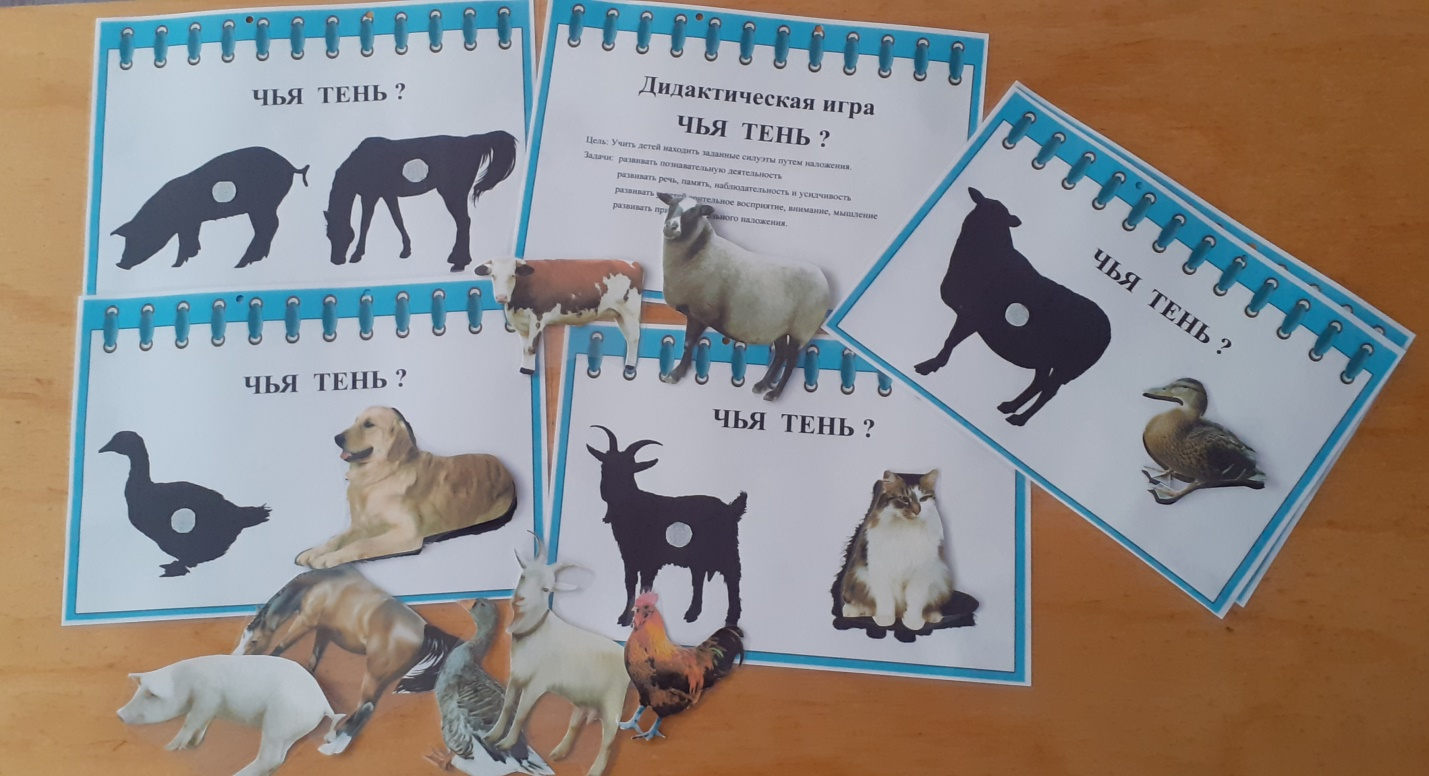 ЧЬЯ ТЕНЬ ?
Дидактическая игра
ЧЬЯ ТЕНЬ ?
Цель: Учить детей находить заданные силуэты путем наложения.
Задачи: развивать познавательную деятельность
развивать речь, память, наблюдательность и усидчивость
развивать восприятие, внимание, мышление
развивать наложения.
ЧЬЯ ТЕНЬ ?
ЧЬЯ ТЕНЬ ?
ЧЬЯ ТЕНЬ ?